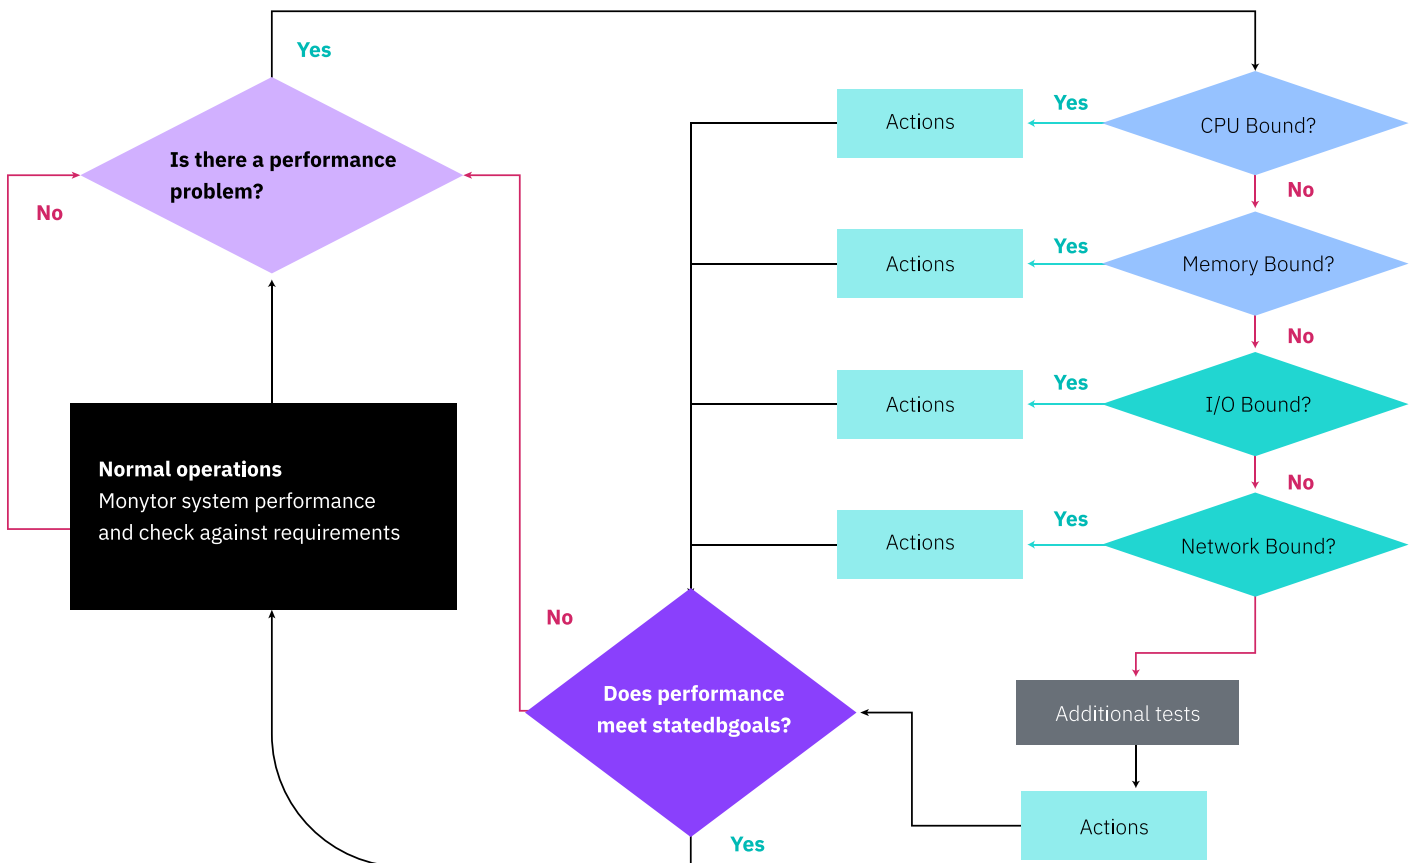 Yes
Is there a performance
problem?
No
Normal operations
Monytor system performance
and check against requirements
CPU Bound?
Yes
Actions
No
Memory Bound?
Yes
Actions
No
I/O Bound?
Yes
Actions
No
Network Bound?
Yes
Actions
Additional tests
Actions
Does performance
meet statedbgoals?
No
Yes